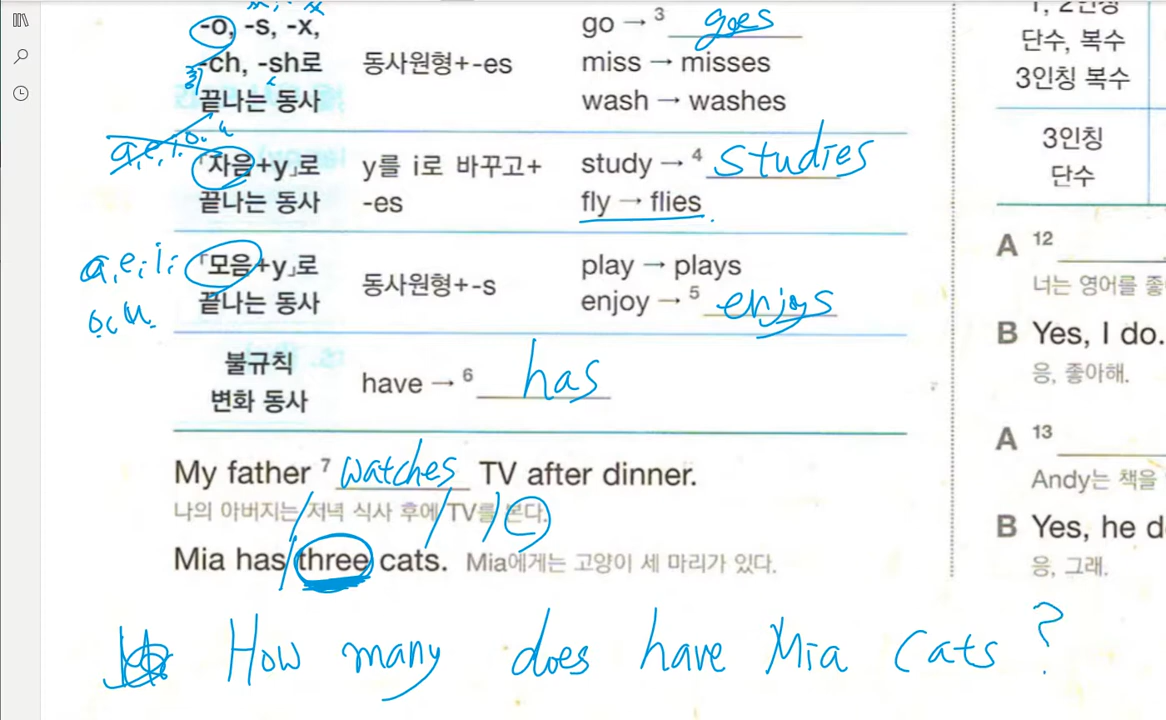 -o, -s, -x,
-ch, -sh로
끝나는 동사
동사원형+-es
go → 3 goes
miss → misses
wash → washes
a, e, i, o, u
「자음+y」로
끝나는 동사
y를 i로 바꾸고+
-es
study → 4 studies
fly → flies
a, e, i,
o, u
「모음+y」로
끝나는 동사
동사원형+-s
play → plays
enjoy → 5 enjoys
불규칙
변화 동사
have → 6 has
My father 7 watches TV after dinner.
나의 아버지는 저녁 식사 후에 TV를 본다.
Mia has three cats. Mia에게는 고양이 세 마리가 있다.
How many does have Mia cats?
단수, 복수
3인칭 복수
3인칭
단수
A 12
너는 영어를
B Yes, I do.
응, 좋아해.
A 13
Andy는 책을
B Yes, he
응, 그래.